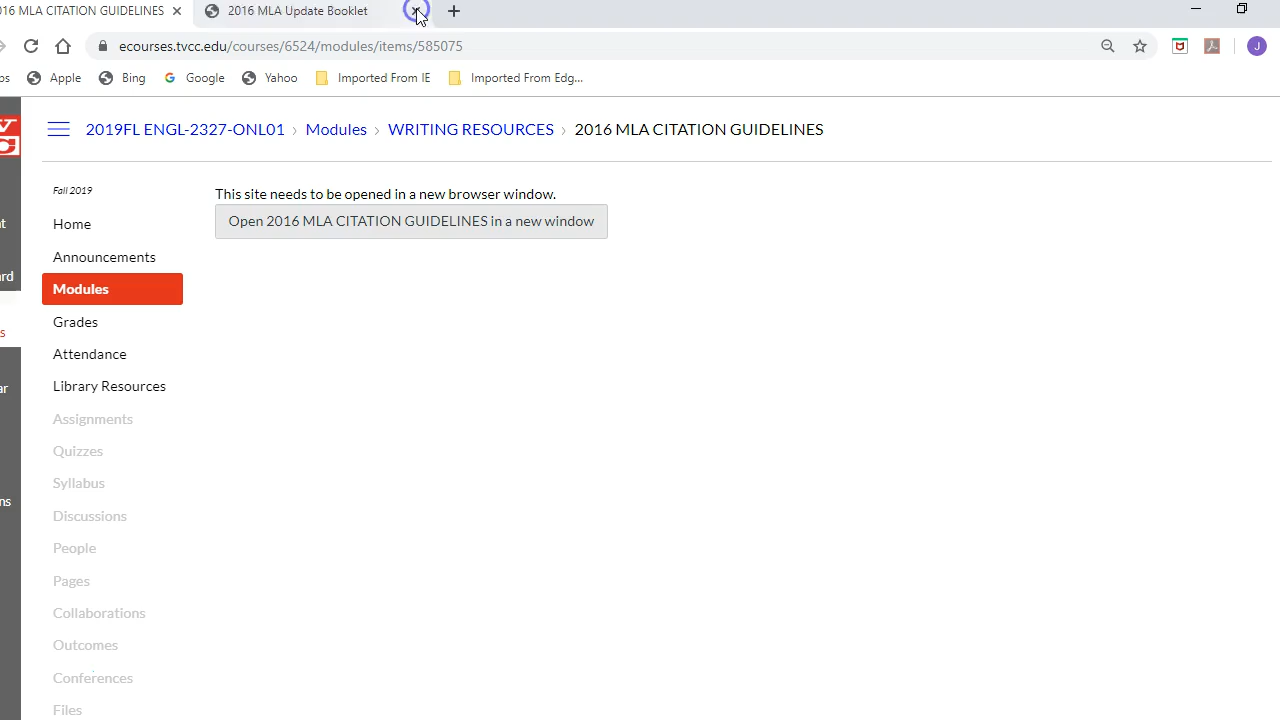 016 MLA CITATION GUIDELINES 2016 MLA Update Booklet
ecourses.tvcc.edu/courses/6524/modules/items/585075 J
ps Apple Bing G Google Yahoo Imported From IE Imported From Edg...
2019FL ENGL-2327-ONL01 › Modules › WRITING RESOURCES › 2016 MLA CITATION GUIDELINES
Fall 2019
This site needs to be opened in a new browser window.
Open 2016 MLA CITATION GUIDELINES in a new window
Home
Announcements
Modules
Grades
Attendance
Library Resources
Assignments
Quizzes
Syllabus
Discussions
People
Pages
Collaborations
Outcomes
Conferences
Files